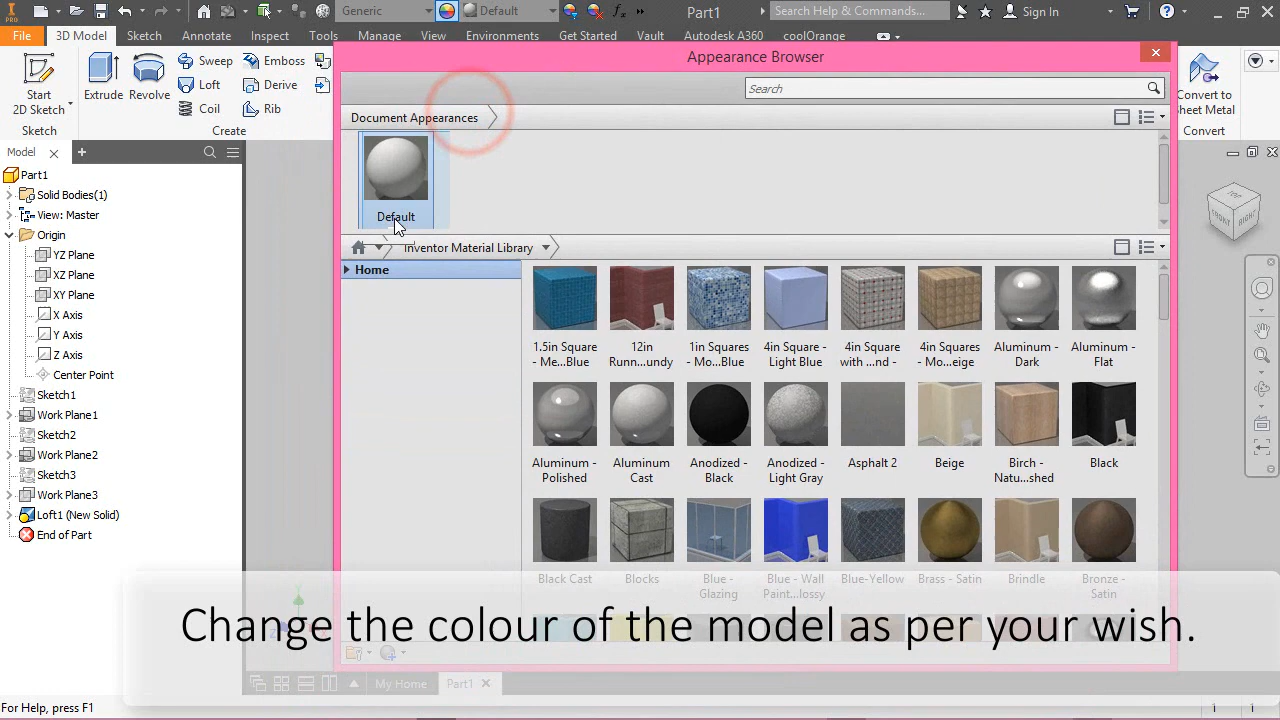 Generic
Default
Part1
Search Help & Commands...
Sign In
File
3D Model
Sketch
Annotate
Inspect
Tools
Manage
View
Environments
Get Started
Vault
Autodesk A360
coolOrange
Start
2D Sketch
Sketch
Extrude
Revolve
Sweep
Loft
Coil
Emboss
Derive
Rib
Create
Convert to
Sheet Metal
Convert
Model
Part1
Solid Bodies(1)
View: Master
Origin
YZ Plane
XZ Plane
XY Plane
X Axis
Y Axis
Z Axis
Center Point
Sketch1
Work Plane1
Sketch2
Work Plane2
Sketch3
Work Plane3
Loft1 (New Solid)
End of Part
Appearance Browser
Search
Document Appearances
Default
Inventor Material Library
Home
1.5in Square
- Me...Blue
12in
Runn...undy
1in Squares
- Mo...Blue
4in Square -
Light Blue
4in Square
with ...nd -
4in Squares
- Mo...eige
Aluminum -
Dark
Aluminum -
Flat
Aluminum -
Polished
Aluminum
Cast
Anodized -
Black
Anodized -
Light Gray
Asphalt 2
Beige
Birch -
Natu...shed
Black
Black Cast
Blocks
Blue -
Glazing
Blue - Wall
Paint...lossy
Blue-Yellow
Brass - Satin
Brindle
Bronze -
Satin
TOP
FRONT
RIGHT
Change the colour of the model as per your wish.
My Home
Part1
For Help, press F1
1
1